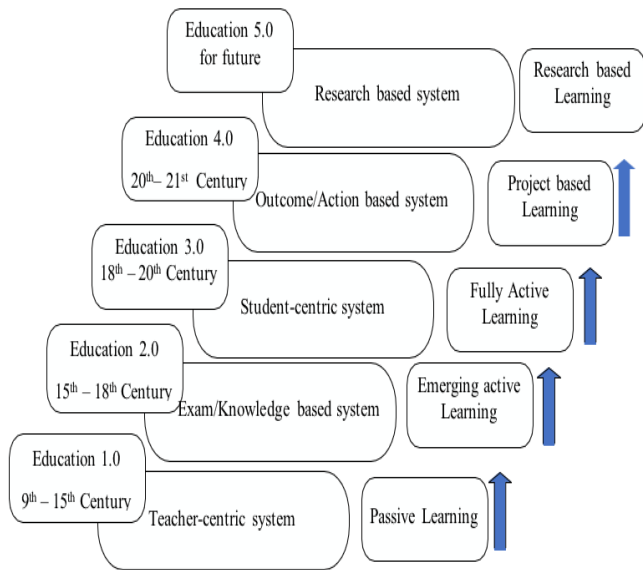 Education 5.0
for future
Research based system
Research based
Learning
Education 4.0
20th– 21st Century
Outcome/Action based system
Project based
Learning
Education 3.0
18th – 20th Century
Student-centric system
Fully Active
Learning
Education 2.0
15th – 18th Century
Exam/Knowledge based system
Emerging active
Learning
Education 1.0
9th – 15th Century
Teacher-centric system
Passive Learning